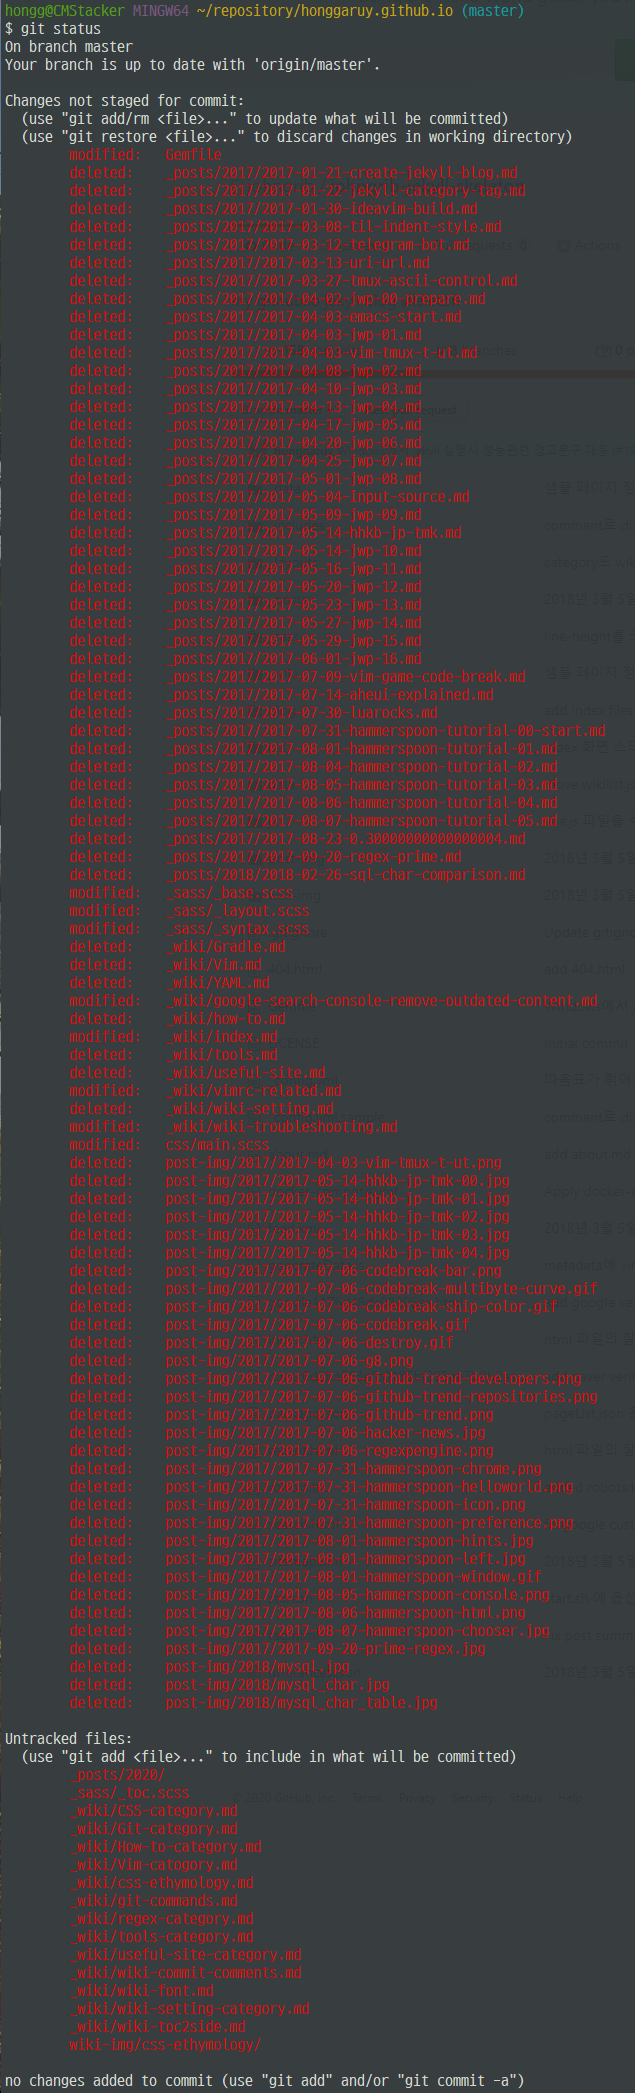 hongg@CMStacker MINGW64 ~/repository/honggaruy.github.io (master)
$ git status
On branch master
Your branch is up to date with 'origin/master'.

Changes not staged for commit:
  (use "git add/rm <file>..." to update what will be committed)
  (use "git restore <file>..." to discard changes in working directory)
        modified:   Gemfile
        deleted:    _posts/2017/2017-01-21-create-jekyll-blog.md
        deleted:    _posts/2017/2017-01-22-jekyll-category-tag.md
        deleted:    _posts/2017/2017-01-30-ideavim-build.md
        deleted:    _posts/2017/2017-03-08-til-indent-style.md
        deleted:    _posts/2017/2017-03-12-telegram-bot.md
        deleted:    _posts/2017/2017-03-13-uri-url.md
        deleted:    _posts/2017/2017-03-27-tmux-ascii-control.md
        deleted:    _posts/2017/2017-04-02-jwp-00-prepare.md
        deleted:    _posts/2017/2017-04-03-emacs-start.md
        deleted:    _posts/2017/2017-04-03-jwp-01.md
        deleted:    _posts/2017/2017-04-03-vim-tmux-t-ut.md
        deleted:    _posts/2017/2017-04-08-jwp-02.md
        deleted:    _posts/2017/2017-04-10-jwp-03.md
        deleted:    _posts/2017/2017-04-13-jwp-04.md
        deleted:    _posts/2017/2017-04-17-jwp-05.md
        deleted:    _posts/2017/2017-04-20-jwp-06.md
        deleted:    _posts/2017/2017-04-25-jwp-07.md
        deleted:    _posts/2017/2017-05-01-jwp-08.md
        deleted:    _posts/2017/2017-05-04-input-source.md
        deleted:    _posts/2017/2017-05-09-jwp-09.md
        deleted:    _posts/2017/2017-05-14-hhkb-jp-tmk.md
        deleted:    _posts/2017/2017-05-14-jwp-10.md
        deleted:    _posts/2017/2017-05-16-jwp-11.md
        deleted:    _posts/2017/2017-05-20-jwp-12.md
        deleted:    _posts/2017/2017-05-23-jwp-13.md
        deleted:    _posts/2017/2017-05-27-jwp-14.md
        deleted:    _posts/2017/2017-05-29-jwp-15.md
        deleted:    _posts/2017/2017-06-01-jwp-16.md
        deleted:    _posts/2017/2017-07-09-vim-game-code-break.md
        deleted:    _posts/2017/2017-07-14-aheui-explained.md
        deleted:    _posts/2017/2017-07-30-luarocks.md
        deleted:    _posts/2017/2017-07-31-hammerspoon-tutorial-00-start.md
        deleted:    _posts/2017/2017-08-01-hammerspoon-tutorial-01.md
        deleted:    _posts/2017/2017-08-04-hammerspoon-tutorial-02.md
        deleted:    _posts/2017/2017-08-05-hammerspoon-tutorial-03.md
        deleted:    _posts/2017/2017-08-06-hammerspoon-tutorial-04.md
        deleted:    _posts/2017/2017-08-07-hammerspoon-tutorial-05.md
        deleted:    _posts/2017/2017-08-23-0.30000000000000004.md
        deleted:    _posts/2017/2017-09-20-regex-prime.md
        deleted:    _posts/2018/2018-02-26-sql-char-comparison.md
        modified:   _sass/_base.scss
        modified:   _sass/_layout.scss
        modified:   _sass/_syntax.scss
        deleted:    _wiki/Gradle.md
        deleted:    _wiki/Vim.md
        deleted:    _wiki/YAML.md
        modified:   _wiki/google-search-console-remove-outdated-content.md
        deleted:    _wiki/how-to.md
        modified:   _wiki/index.md
        deleted:    _wiki/tools.md
        deleted:    _wiki/useful-site.md
        modified:   _wiki/vimrc-related.md
        deleted:    _wiki/wiki-setting.md
        modified:   _wiki/wiki-troubleshooting.md
        modified:   css/main.scss
        deleted:    post-img/2017/2017-04-03-vim-tmux-t-ut.png
        deleted:    post-img/2017/2017-05-14-hhkb-jp-tmk-00.jpg
        deleted:    post-img/2017/2017-05-14-hhkb-jp-tmk-01.jpg
        deleted:    post-img/2017/2017-05-14-hhkb-jp-tmk-02.jpg
        deleted:    post-img/2017/2017-05-14-hhkb-jp-tmk-03.jpg
        deleted:    post-img/2017/2017-05-14-hhkb-jp-tmk-04.jpg
        deleted:    post-img/2017/2017-07-06-codebreak-bar.png
        deleted:    post-img/2017/2017-07-06-codebreak-multibyte-curve.gif
        deleted:    post-img/2017/2017-07-06-codebreak-ship-color.gif
        deleted:    post-img/2017/2017-07-06-codebreak.gif
        deleted:    post-img/2017/2017-07-06-destroy.gif
        deleted:    post-img/2017/2017-07-06-g8.png
        deleted:    post-img/2017/2017-07-06-github-trend-developers.png
        deleted:    post-img/2017/2017-07-06-github-trend-repositories.png
        deleted:    post-img/2017/2017-07-06-github-trend.png
        deleted:    post-img/2017/2017-07-06-hacker-news.jpg
        deleted:    post-img/2017/2017-07-06-regexpengine.png
        deleted:    post-img/2017/2017-07-31-hammerspoon-chrome.png
        deleted:    post-img/2017/2017-07-31-hammerspoon-helloworld.png
        deleted:    post-img/2017/2017-07-31-hammerspoon-icon.png
        deleted:    post-img/2017/2017-07-31-hammerspoon-preference.png
        deleted:    post-img/2017/2017-08-01-hammerspoon-hints.jpg
        deleted:    post-img/2017/2017-08-01-hammerspoon-left.jpg
        deleted:    post-img/2017/2017-08-01-hammerspoon-window.gif
        deleted:    post-img/2017/2017-08-05-hammerspoon-console.png
        deleted:    post-img/2017/2017-08-06-hammerspoon-html.png
        deleted:    post-img/2017/2017-08-07-hammerspoon-chooser.jpg
        deleted:    post-img/2017/2017-09-20-prime-regex.jpg
        deleted:    post-img/2018/mysql.jpg
        deleted:    post-img/2018/mysql_char.jpg
        deleted:    post-img/2018/mysql_char_table.jpg

Untracked files:
  (use "git add <file>..." to include in what will be committed)
        _posts/2020/
        _sass/_toc.scss
        _wiki/CSS-category.md
        _wiki/Git-category.md
        _wiki/How-to-category.md
        _wiki/Vim-catogory.md
        _wiki/css-ethymology.md
        _wiki/git-commands.md
        _wiki/regex-category.md
        _wiki/tools-category.md
        _wiki/useful-site-category.md
        _wiki/wiki-commit-comments.md
        _wiki/wiki-font.md
        _wiki/wiki-setting-category.md
        _wiki/wiki-toc2side.md
        wiki-img/css-ethymology/

no changes added to commit (use "git add" and/or "git commit -a")